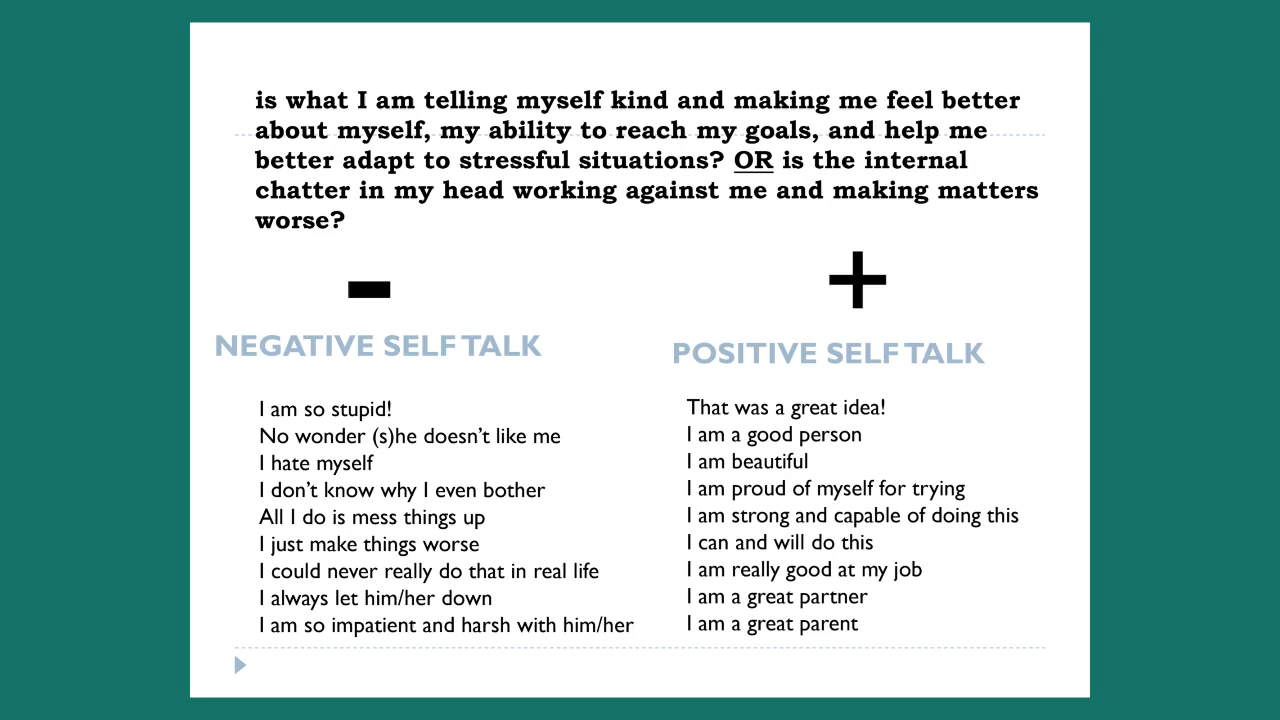 is what I am telling myself kind and making me feel better
about myself, my ability to reach my goals, and help me
better adapt to stressful situations? OR is the internal
chatter in my head working against me and making matters
worse?
-
+
NEGATIVE SELF TALK
POSITIVE SELF TALK
I am so stupid!
No wonder (s)he doesn’t like me
I hate myself
I don’t know why I even bother
All I do is mess things up
I just make things worse
I could never really do that in real life
I always let him/her down
I am so impatient and harsh with him/her
That was a great idea!
I am a good person
I am beautiful
I am proud of myself for trying
I am strong and capable of doing this
I can and will do this
I am really good at my job
I am a great partner
I am a great parent